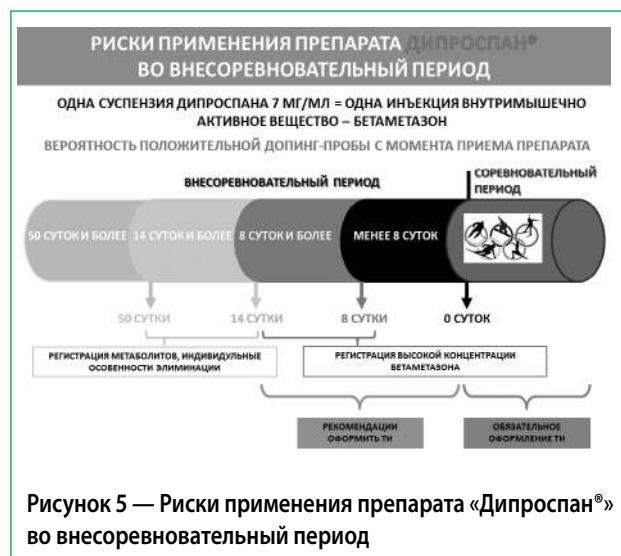 РИСКИ ПРИМЕНЕНИЯ ПРЕПАРАТА ДИПРОСПАН®
ВО ВНЕСОРЕВНОВАТЕЛЬНЫЙ ПЕРИОД
ОДНА СУСПЕНЗИЯ ДИПРОСПАНА 7 МГ/МЛ = ОДНА ИНЪЕКЦИЯ ВНУТРИМЫШЕЧНО
АКТИВНОЕ ВЕЩЕСТВО – БЕТАМЕТАЗОН
ВЕРОЯТНОСТЬ ПОЛОЖИТЕЛЬНОЙ ДОПИНГ-ПРОБЫ С МОМЕНТА ПРИЕМА ПРЕПАРАТА
ВНЕСОРЕВНОВАТЕЛЬНЫЙ ПЕРИОД
СОРЕВНОВАТЕЛЬНЫЙ
ПЕРИОД
50 СУТОК И БОЛЕЕ
14 СУТОК И БОЛЕЕ
8 СУТОК И БОЛЕЕ
МЕНЕЕ 8 СУТОК
50 СУТКИ
14 СУТКИ
8 СУТКИ
0 СУТОК
РЕГИСТРАЦИЯ МЕТАБОЛИТОВ, ИНДИВИДУЛЬНЫЕ
ОСОБЕННОСТИ ЭЛИМИНАЦИИ
РЕГИСТРАЦИЯ ВЫСОКОЙ КОНЦЕНТРАЦИИ
БЕТАМЕТАЗОНА
РЕКОМЕНДАЦИИ
ОФОРМИТЬ ТИ
ОБЯЗАТЕЛЬНОЕ
ОФОРМЛЕНИЕ ТИ
Рисунок 5 — Риски применения препарата «Дипроспан®»
во внесоревновательный период